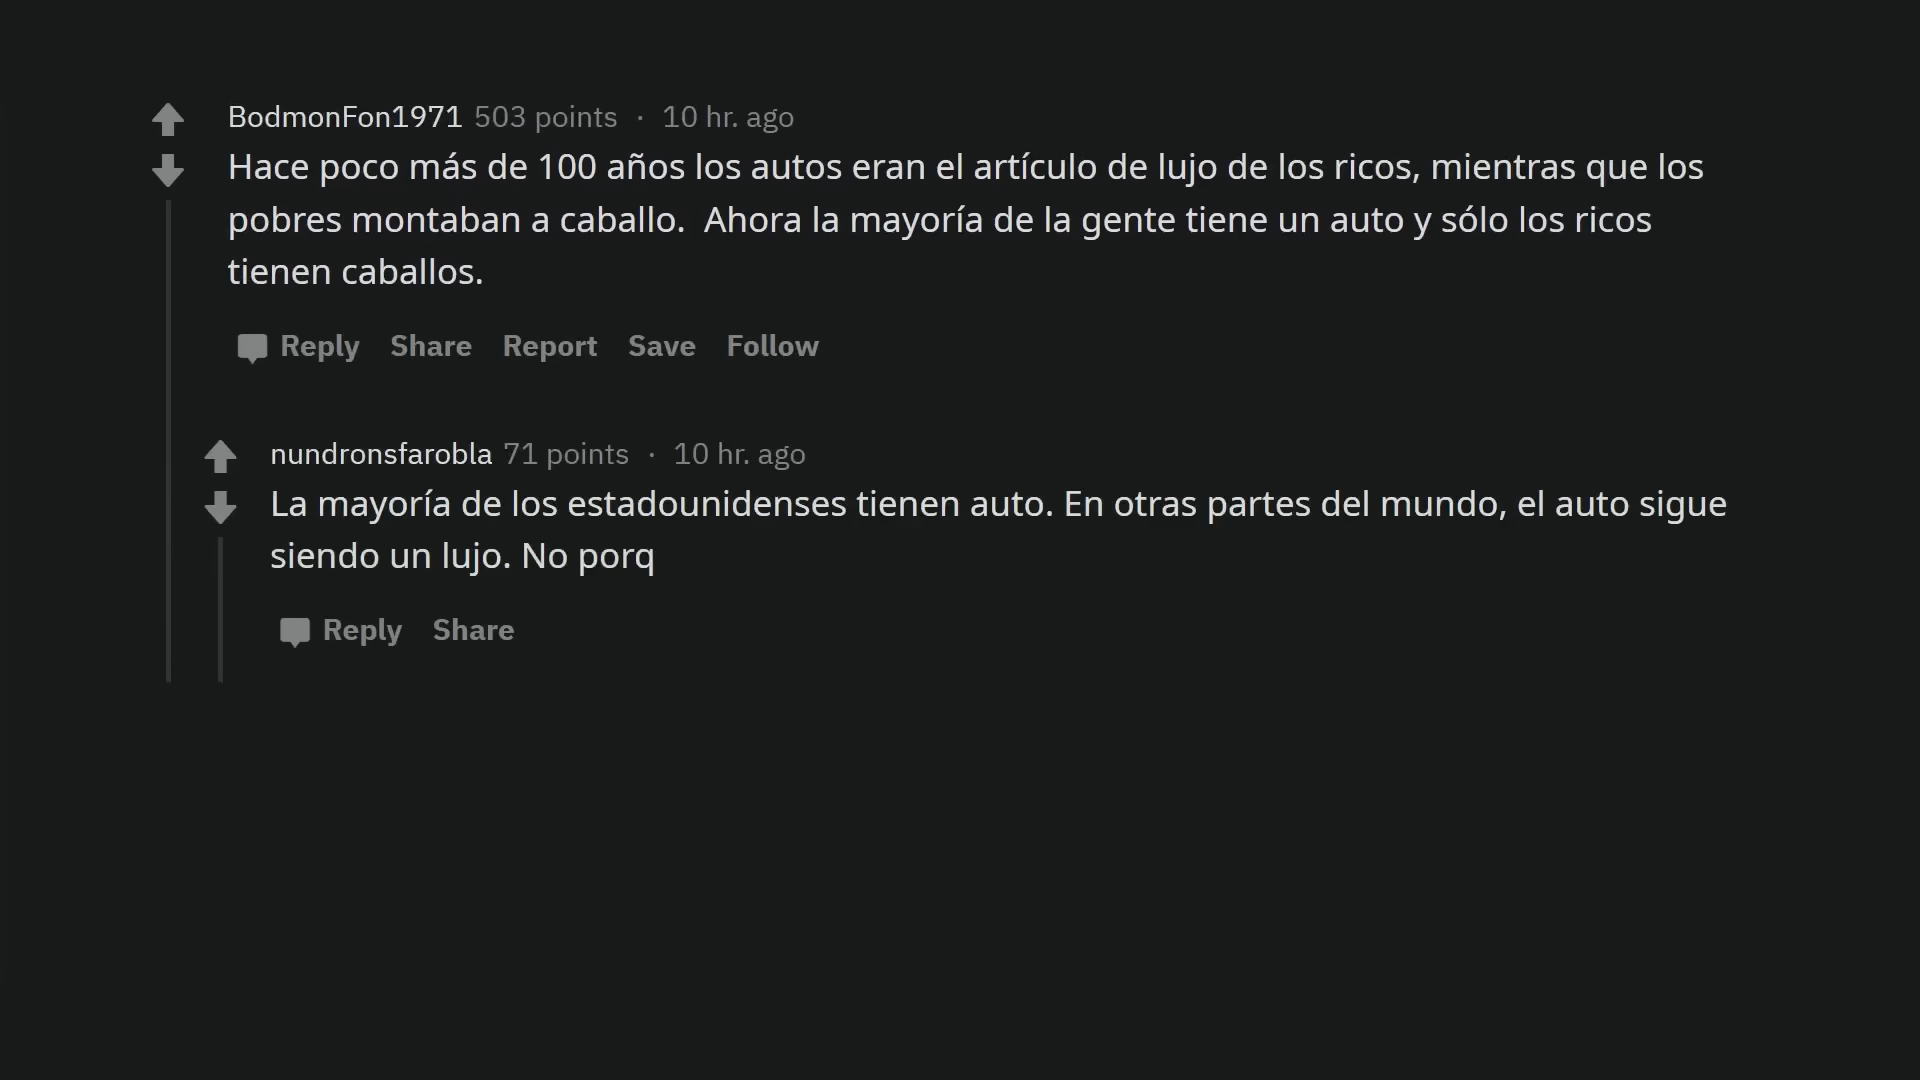 BodmonFon1971 503 points · 10 hr. ago
Hace poco más de 100 años los autos eran el artículo de lujo de los ricos, mientras que los
pobres montaban a caballo.  Ahora la mayoría de la gente tiene un auto y sólo los ricos
tienen caballos.
Reply Share Report Save Follow
nundronsfarobla 71 points · 10 hr. ago
La mayoría de los estadounidenses tienen auto. En otras partes del mundo, el auto sigue
siendo un lujo. No porq
Reply Share